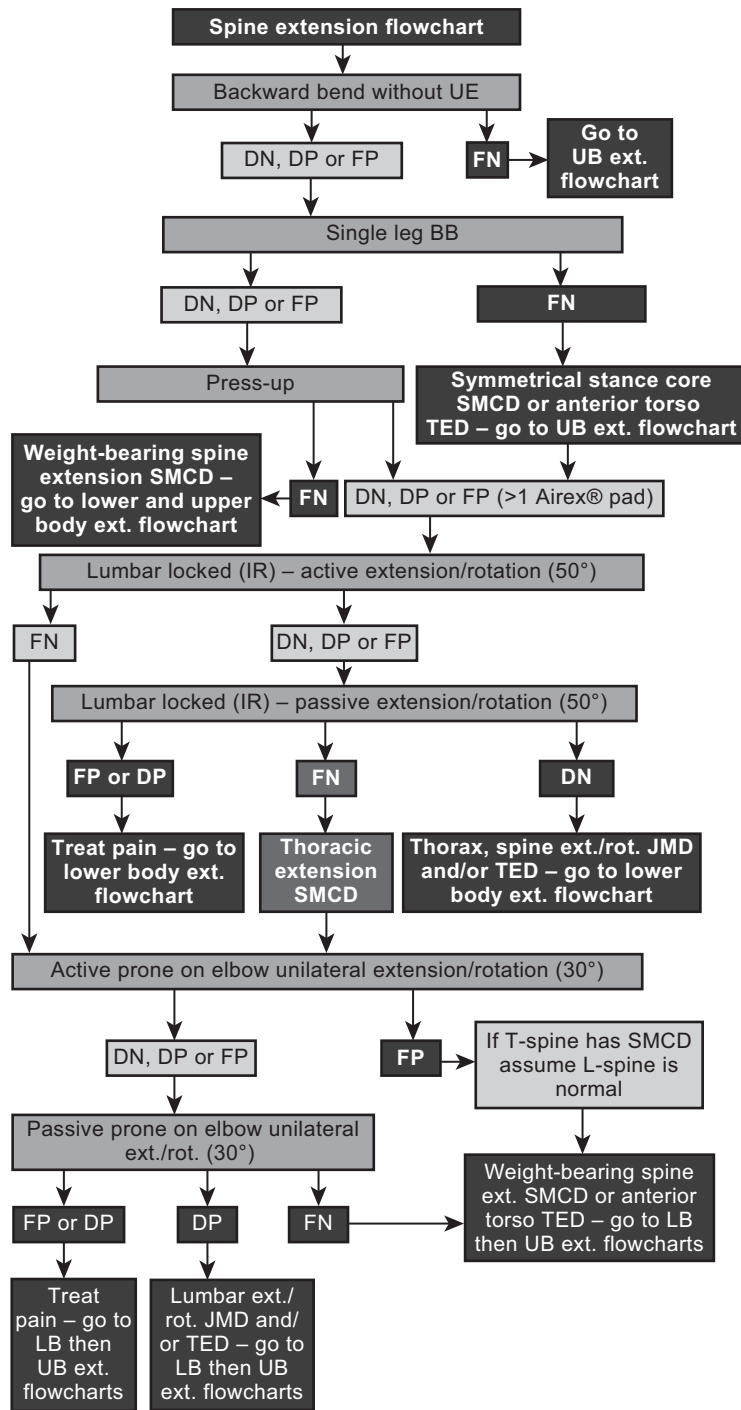 Spine extension flowchart
Backward bend without UE
DN, DP or FP
FN
Go to
UB ext.
flowchart
Single leg BB
DN, DP or FP
FN
Press-up
Symmetrical stance core
SMCD or anterior torso
TED – go to UB ext. flowchart
Weight-bearing spine
extension SMCD –
go to lower and upper
body ext. flowchart
FN
DN, DP or FP (>1 Airex® pad)
Lumbar locked (IR) – active extension/rotation (50°)
FN
DN, DP or FP
Lumbar locked (IR) – passive extension/rotation (50°)
FP or DP
FN
DN
Treat pain – go to
lower body ext.
flowchart
Thoracic
extension
SMCD
Thorax, spine ext./rot. JMD
and/or TED – go to lower
body ext. flowchart
Active prone on elbow unilateral extension/rotation (30°)
DN, DP or FP
FP
If T-spine has SMCD
assume L-spine is
normal
Passive prone on elbow unilateral
ext./rot. (30°)
FP or DP
DP
FN
Weight-bearing spine
ext. SMCD or anterior
torso TED – go to LB
then UB ext. flowcharts
Treat
pain – go to
LB then
UB ext.
flowcharts
Lumbar ext./
rot. JMD and/
or TED – go to
LB then UB
ext. flowcharts